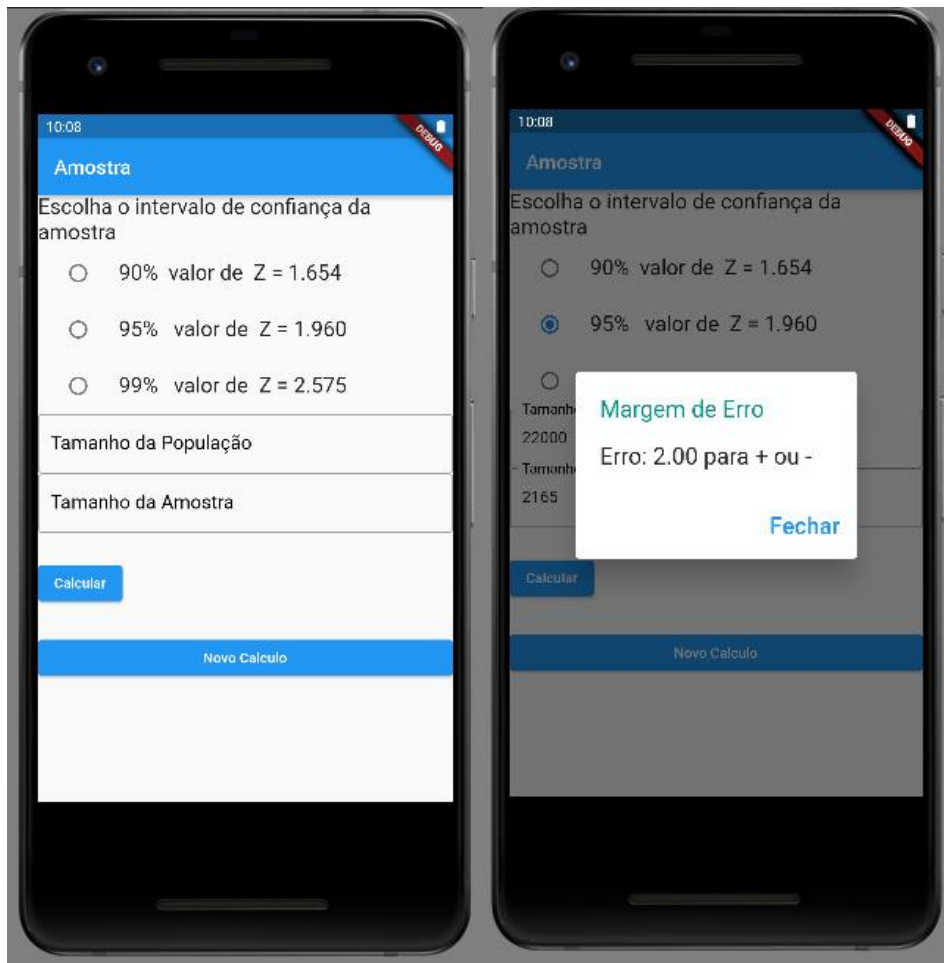 10:08
DEBUG
Amostra
Escolha o intervalo de confiança da
amostra
90% valor de Z = 1.654
95% valor de Z = 1.960
99% valor de Z = 2.575
Tamanho da População
Tamanho da Amostra
Calcular
Novo Calculo
10:08
DEBUG
Amostra
Escolha o intervalo de confiança da
amostra
90% valor de Z = 1.654
95% valor de Z = 1.960
Margem de Erro
Erro: 2.00 para + ou -
Fechar
22000
2165
Calcular
Novo Calculo